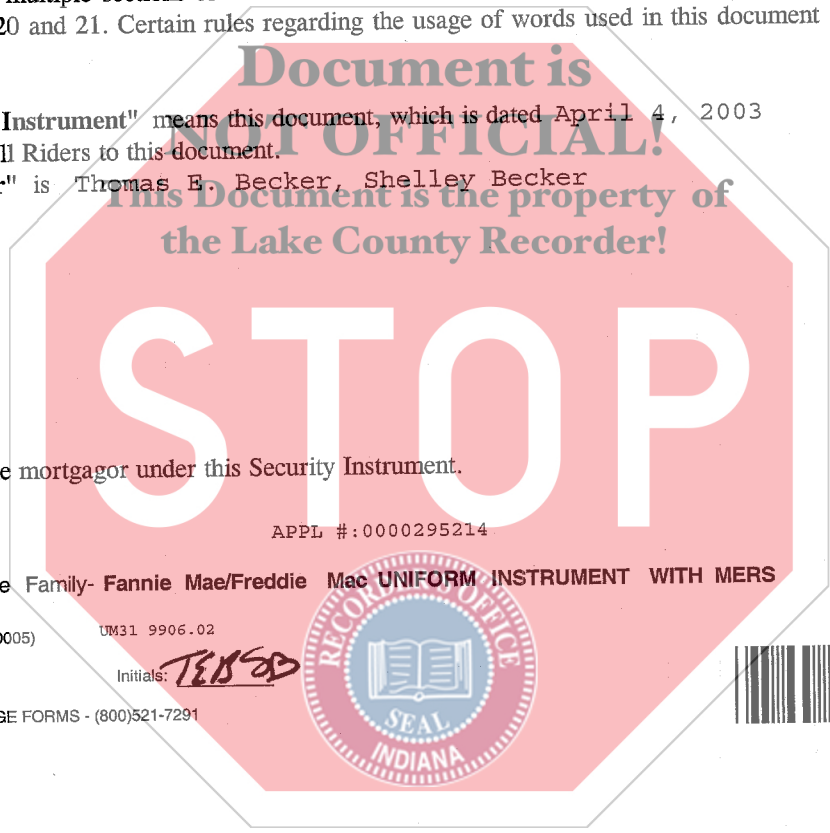 20 and 21. Certain rules regarding the usage of words used in this document
Document is
Instrument" means this document, which is dated April 4, 2003
NOT OFFICIAL!
ll Riders to this document.
r" is Thomas E. Becker, Shelley Becker
This Document is the property of
the Lake County Recorder!
STOP
e mortgagor under this Security Instrument.
APPL #:0000295214
e Family- Fannie Mae/Freddie Mac UNIFORM INSTRUMENT WITH MERS
0005)
UM31 9906.02
RECORDER'S OFFICE
Initials: TEB SB
SEAL
GE FORMS - (800)521-7291
INDIANA